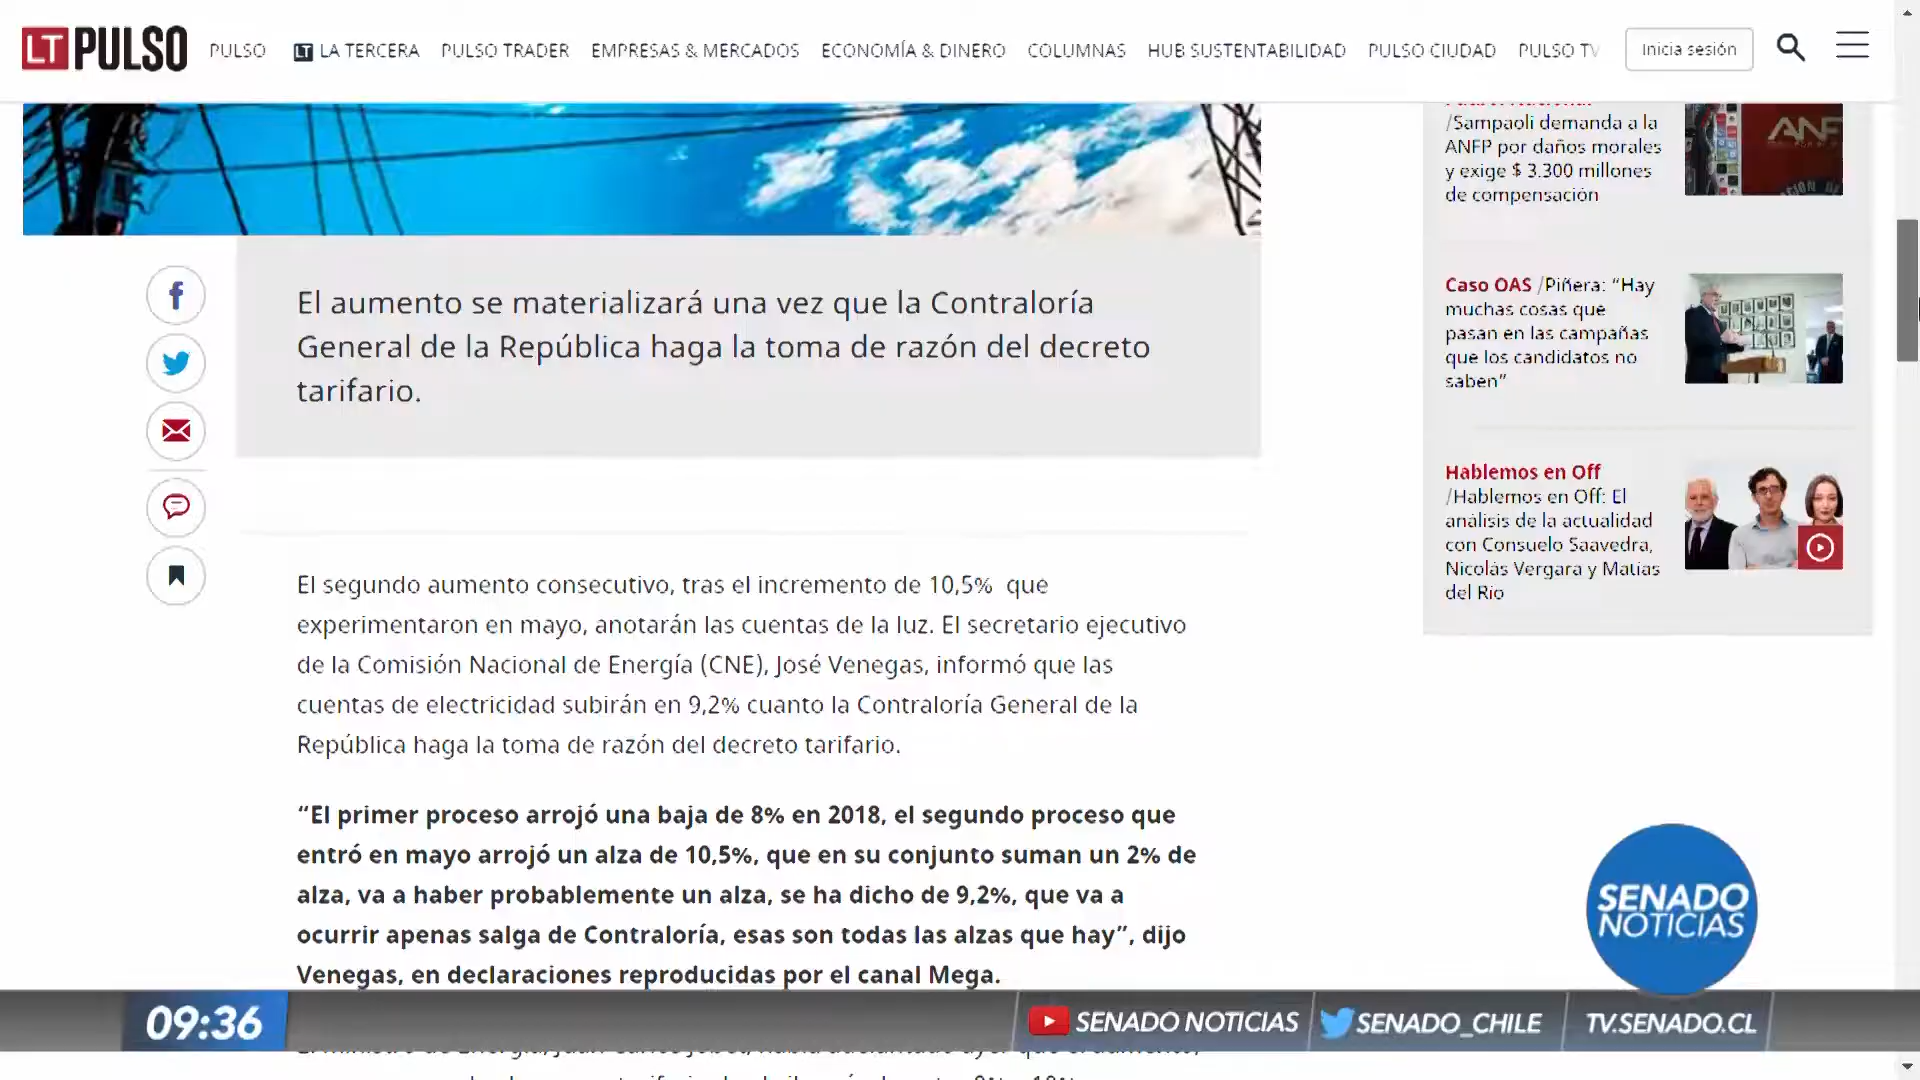 LT PULSO
PULSO LT LA TERCERA PULSO TRADER EMPRESAS & MERCADOS ECONOMÍA & DINERO COLUMNAS HUB SUSTENTABILIDAD PULSO CIUDAD PULSO TV
Inicia sesión
El aumento se materializará una vez que la Contraloría
General de la República haga la toma de razón del decreto
tarifario.
El segundo aumento consecutivo, tras el incremento de 10,5% que
experimentaron en mayo, anotarán las cuentas de la luz. El secretario ejecutivo
de la Comisión Nacional de Energía (CNE), José Venegas, informó que las
cuentas de electricidad subirán en 9,2% cuanto la Contraloría General de la
República haga la toma de razón del decreto tarifario.
“El primer proceso arrojó una baja de 8% en 2018, el segundo proceso que
entró en mayo arrojó un alza de 10,5%, que en su conjunto suman un 2% de
alza, va a haber probablemente un alza, se ha dicho de 9,2%, que va a
ocurrir apenas salga de Contraloría, esas son todas las alzas que hay”, dijo
Venegas, en declaraciones reproducidas por el canal Mega.
/Sampaoli demanda a la
ANFP por daños morales
y exige $ 3.300 millones
de compensación
ANF
Caso OAS /Piñera: “Hay
muchas cosas que
pasan en las campañas
que los candidatos no
saben”
Hablemos en Off
/Hablemos en Off: El
análisis de la actualidad
con Consuelo Saavedra,
Nicolás Vergara y Matías
del Río
SENADO
NOTICIAS
09:36
SENADO NOTICIAS
SENADO_CHILE
TV.SENADO.CL